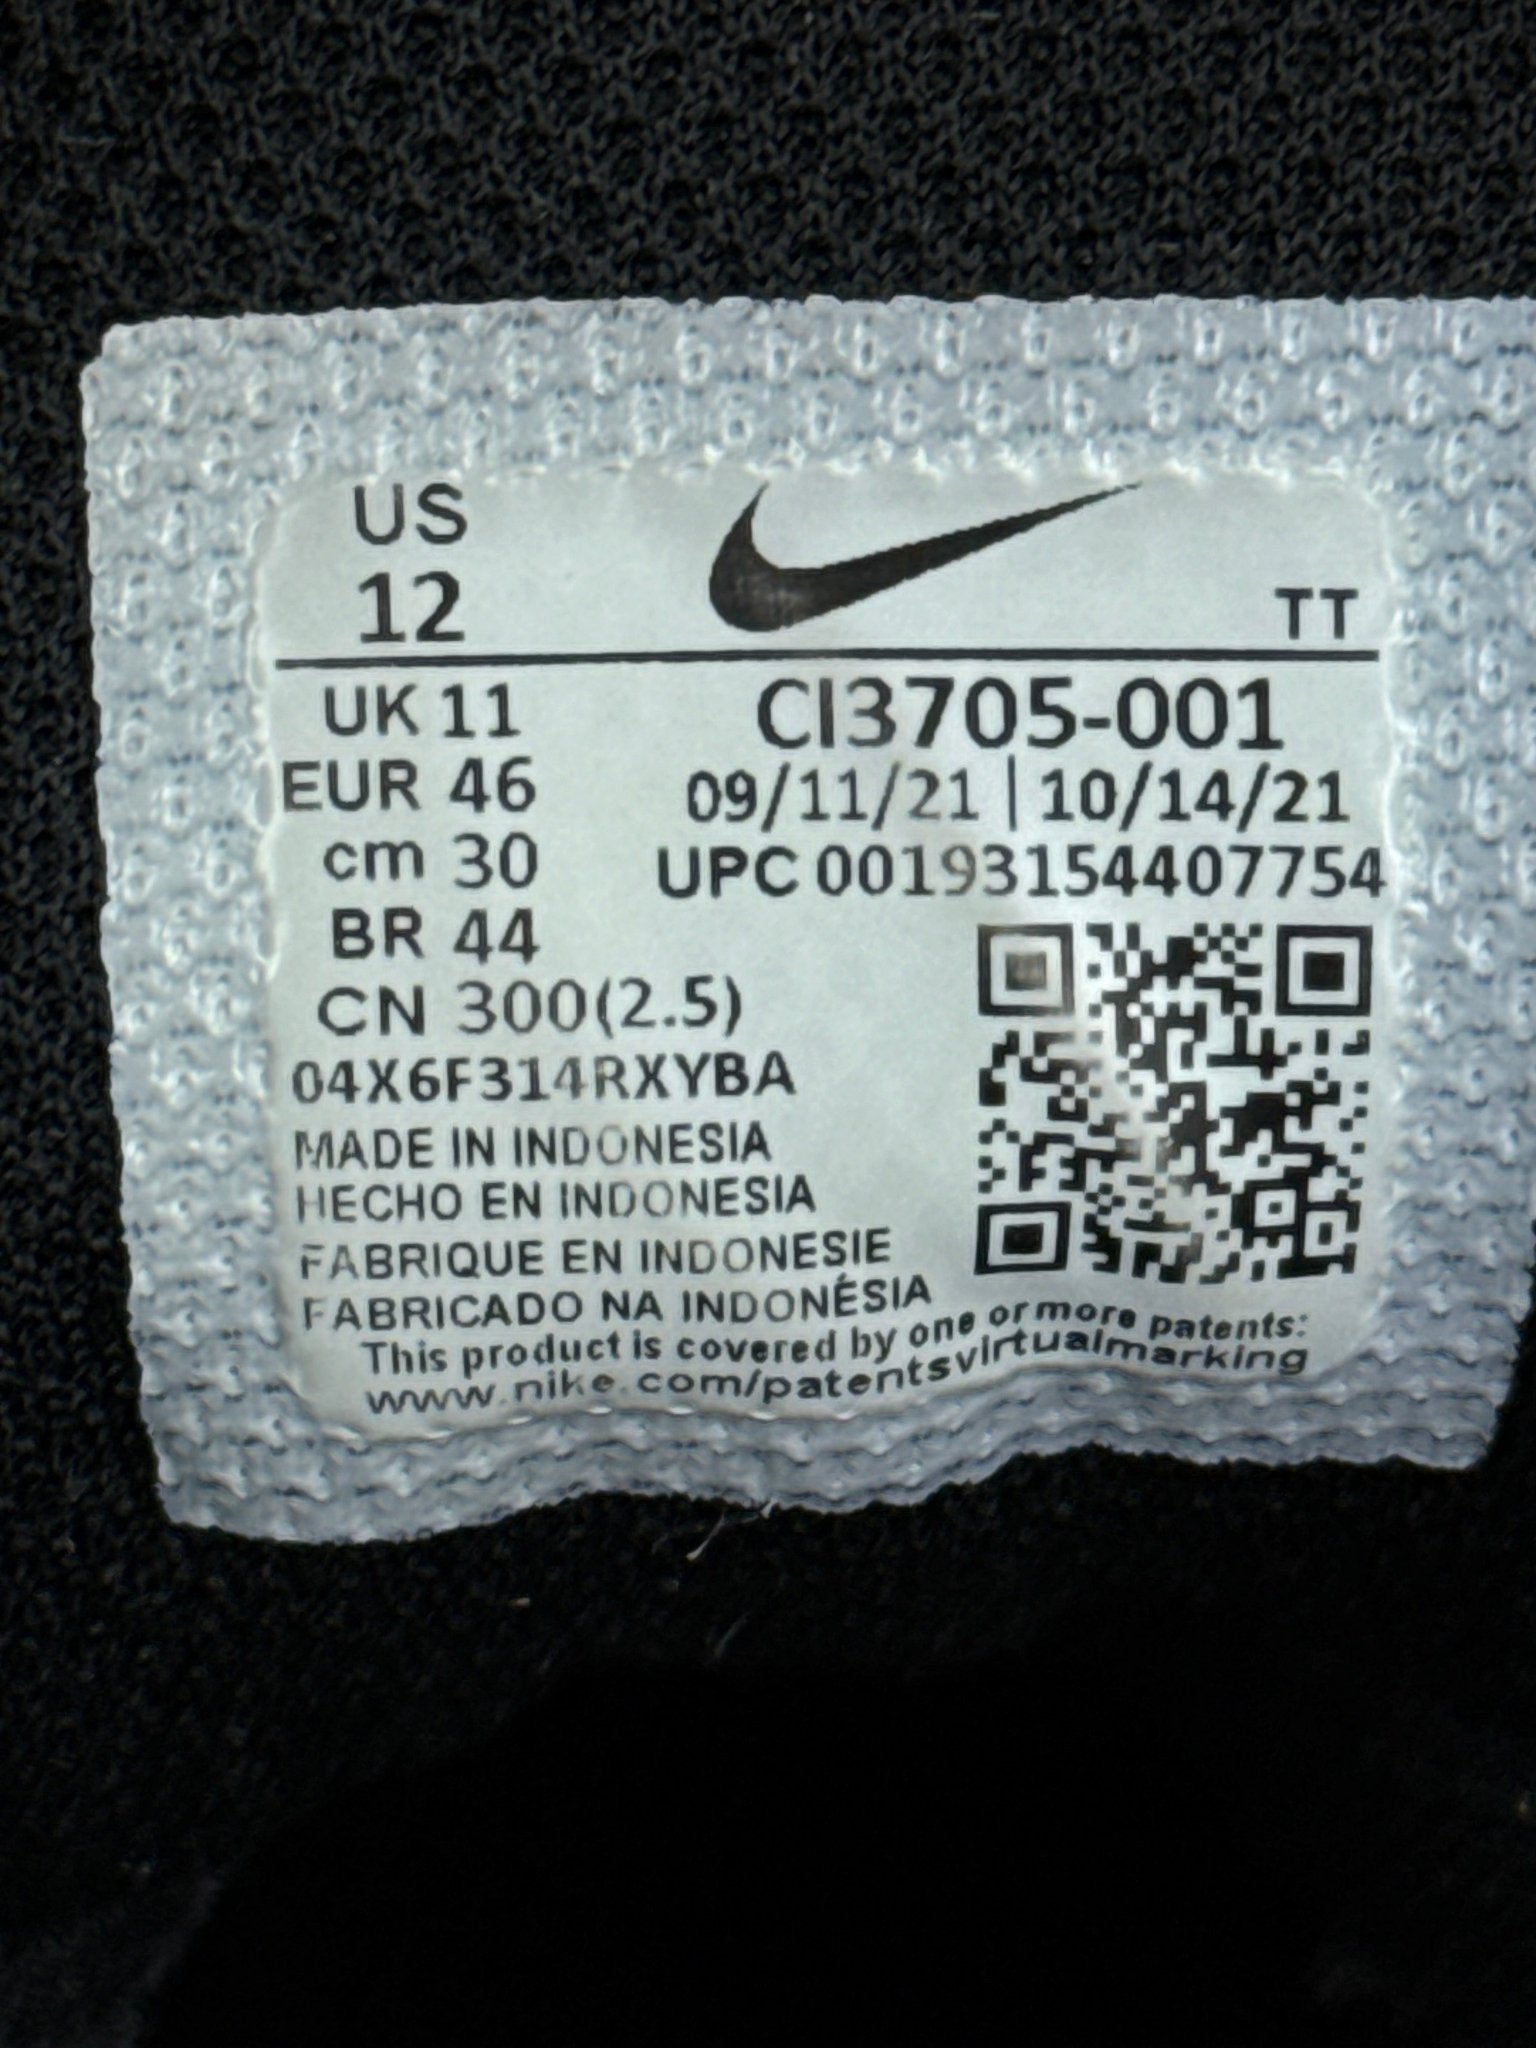 US
12
TT
UK 11
CI3705-001
EUR 46
09/11/21 | 10/14/21
cm 30
UPC 00193154407754
BR 44
CN 300(2.5)
04X6F314RXYBA
MADE IN INDONESIA
HECHO EN INDONESIA
FABRIQUE EN INDONESIE
FABRICADO NA INDONÉSIA
This product is covered by one or more patents:
www.nike.com/patentsvirtualmarking